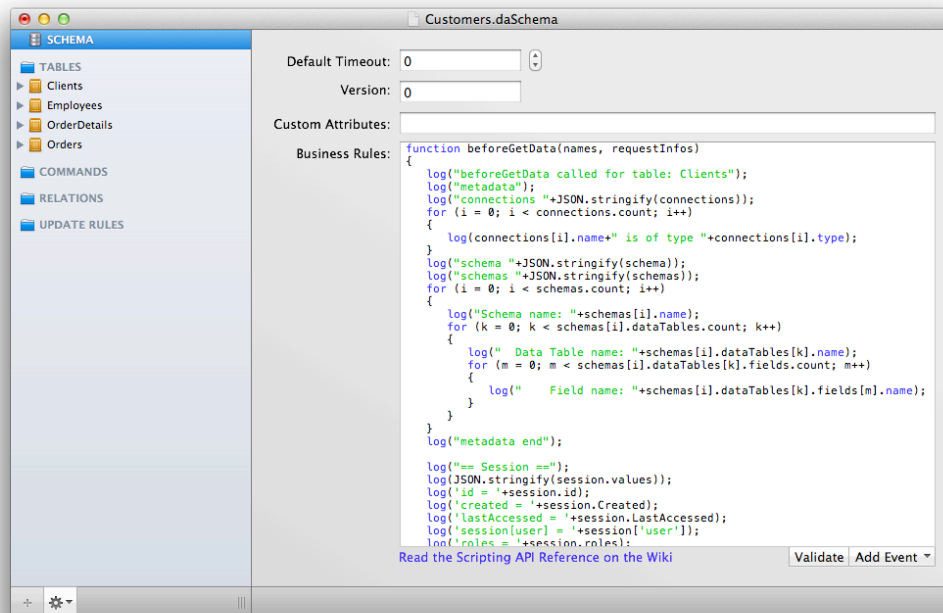 Customers.daSchema
SCHEMA
TABLES
Clients
Employees
OrderDetails
Orders
COMMANDS
RELATIONS
UPDATE RULES
Default Timeout: 0
Version: 0
Custom Attributes:
Business Rules:
function beforeGetData(names, requestInfos)
{
log("beforeGetData called for table: Clients");
log("metadata");
log("connections "+JSON.stringify(connections));
for (i = 0; i < connections.count; i++)
{
log(connections[i].name+" is of type "+connections[i].type);
}
log("schema "+JSON.stringify(schema));
log("schemas "+JSON.stringify(schemas));
for (i = 0; i < schemas.count; i++)
{
log("Schema name: "+schemas[i].name);
for (k = 0; k < schemas[i].dataTables.count; k++)
{
log("  Data Table name: "+schemas[i].dataTables[k].name);
for (m = 0; m < schemas[i].dataTables[k].fields.count; m++)
{
log("    Field name: "+schemas[i].dataTables[k].fields[m].name);
}
}
}
log("metadata end");
log("== Session ==");
log(JSON.stringify(session.values));
log('id = '+session.id);
log('created = '+session.Created);
log('lastAccessed = '+session.LastAccessed);
log('session[user] = '+session['user']);
log('roles = '+session.roles);
Read the Scripting API Reference on the Wiki
Validate
Add Event